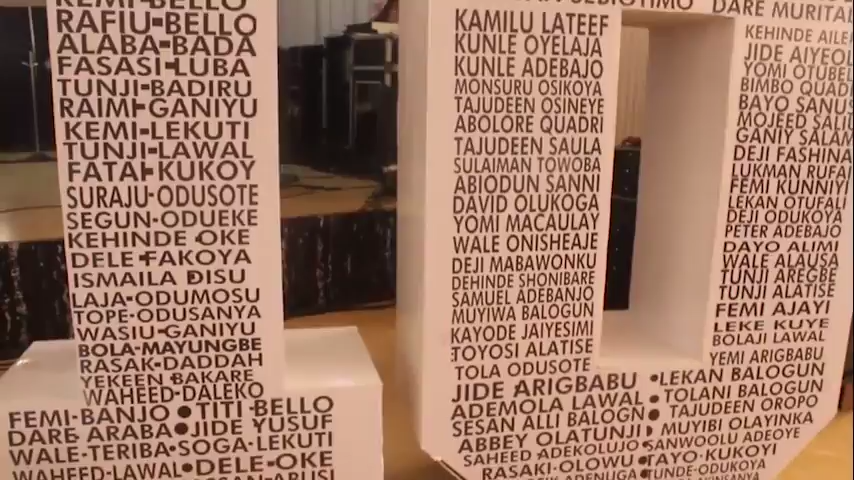 KEMI-BELLO
RAFIU-BELLO
ALABA-BADA
FASASI-LUBA
TUNJI-BADIRU
RAIMI-GANIYU
KEMI-LEKUTI
TUNJI-LAWAL
FATAI-KUKOY
SURAJU-ODUSOTE
SEGUN-ODUEKE
KEHINDE-OKE
DELE-FAKOYA
ISMAILA DISU
LAJA-ODUMOSU
TOPE-ODUSANYA
WASIU-GANIYU
BOLA-MAYUNGBE
RASAK-DADDAH
YEKEEN-BAKARE
WAHEED-DALEKO
FEMI-BANJO●TITI-BELLO
DARE-ARABA●JIDE YUSUF
WALE-TERIBA●SOGA-LEKUTI
WAHEED-LAWAL●DELE-OKE
DARE MURITAL
KAMILU LATEEF
KUNLE OYELAJA
KUNLE ADEBAJO
MONSURU OSIKOYA
TAJUDEEN OSINEYE
ABOLORE QUADRI
TAJUDEEN SAULA
SULAIMAN TOWOBA
ABIODUN SANNI
DAVID OLUKOGA
YOMI MACAULAY
WALE ONISHEAJE
DEJI MABAWONKU
DEHINDE SHONIBARE
SAMUEL ADEBANJO
MUYIWA BALOGUN
KAYODE JAIYESIMI
TOYOSI ALATISE
TOLA ODUSOTE
KEHINDE AILER
JIDE AIYEOL
YOMI OTUBEL
BIMBO QUADI
BAYO SANUS
MOJEED SALU
GANIY SALAM
DEJI FASHINA
LUKMAN RUFAI
FEMI KUNNIYI
LEKAN OTUFALI
DEJI ODUKOYA
PETER ADEBAJO
DAYO ALIMI
WALE ALAUSA
TUNJI AREGBE
TUNJI ALATISE
FEMI AJAYI
LEKE KUYE
BOLAJI LAWAL
YEMI ARIGBABU
JIDE ARIGBABU ●LEKAN BALOGUN
ADEMOLA LAWAL ● TOLANI BALOGUN
SESAN ALLI BALOGN ● TAJUDEEN OROPO
ABBEY OLATUNJI ● MUYIBI OLAYINKA
SAHEED ADEKOLUJO ● SANWOOLU ADEOYE
RASAKI-OLOWU ●TAYO-KUKOYI
TUNDE-ODUKOYA